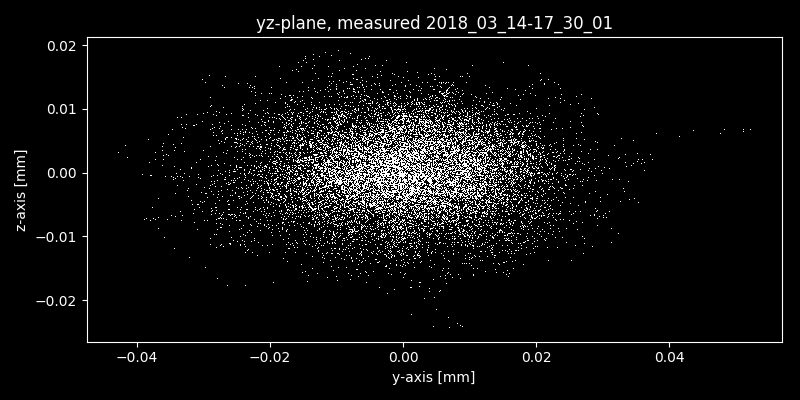 yz-plane, measured 2018_03_14-17_30_01
0.02
0.01
0.00
−0.01
−0.02
z-axis [mm]
−0.04 −0.02 0.00 0.02 0.04
y-axis [mm]